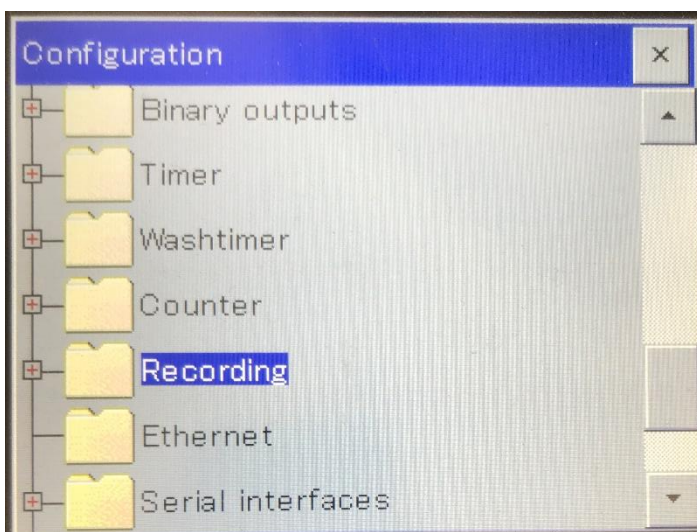 Configuration
Binary outputs
Timer
Washtimer
Counter
Recording
Ethernet
Serial interfaces